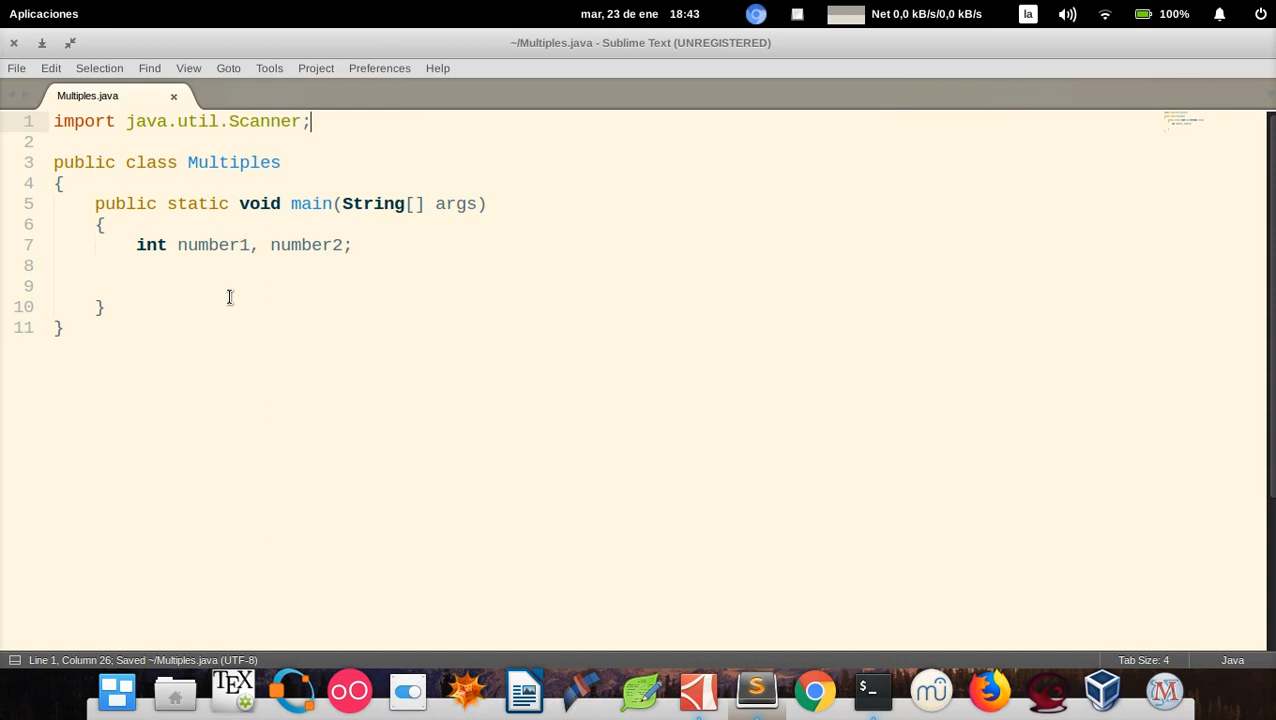 Aplicaciones mar, 23 de ene 18:43 Net 0,0 kB/s/0,0 kB/s la 100%
~/Multiples.java - Sublime Text (UNREGISTERED)
File Edit Selection Find View Goto Tools Project Preferences Help
Multiples.java ×
1 import java.util.Scanner;
2
3 public class Multiples
4 {
5 public static void main(String[] args)
6 {
7 int number1, number2;
8
9
10 }
11 }
Line 1, Column 26; Saved ~/Multiples.java (UTF-8) Tab Size: 4 Java
TEX S >_ mu M